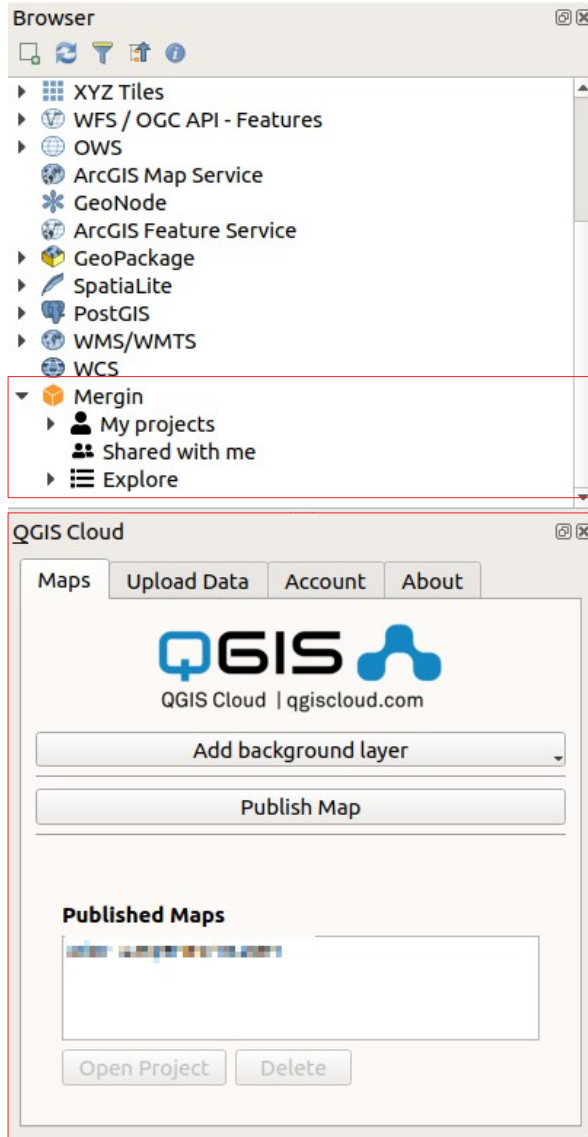 Browser
XYZ Tiles
WFS / OGC API - Features
OWS
ArcGIS Map Service
GeoNode
ArcGIS Feature Service
GeoPackage
SpatiaLite
PostGIS
WMS/WMTS
WCS
Mergin
My projects
Shared with me
Explore
QGIS Cloud
Maps Upload Data Account About
QGIS
QGIS Cloud | qgiscloud.com
Add background layer
Publish Map
Published Maps
Open Project Delete